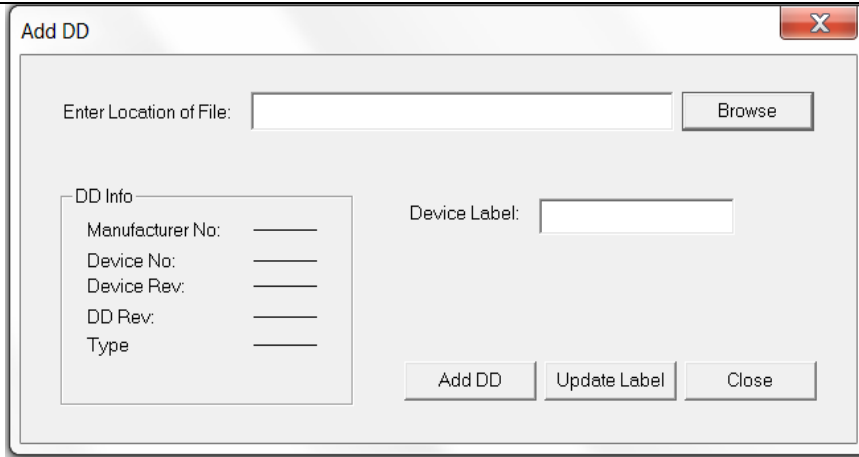 Add DD
Enter Location of File:
Browse
DD Info
Manufacturer No:
Device No:
Device Rev:
DD Rev:
Type
Device Label:
Add DD
Update Label
Close